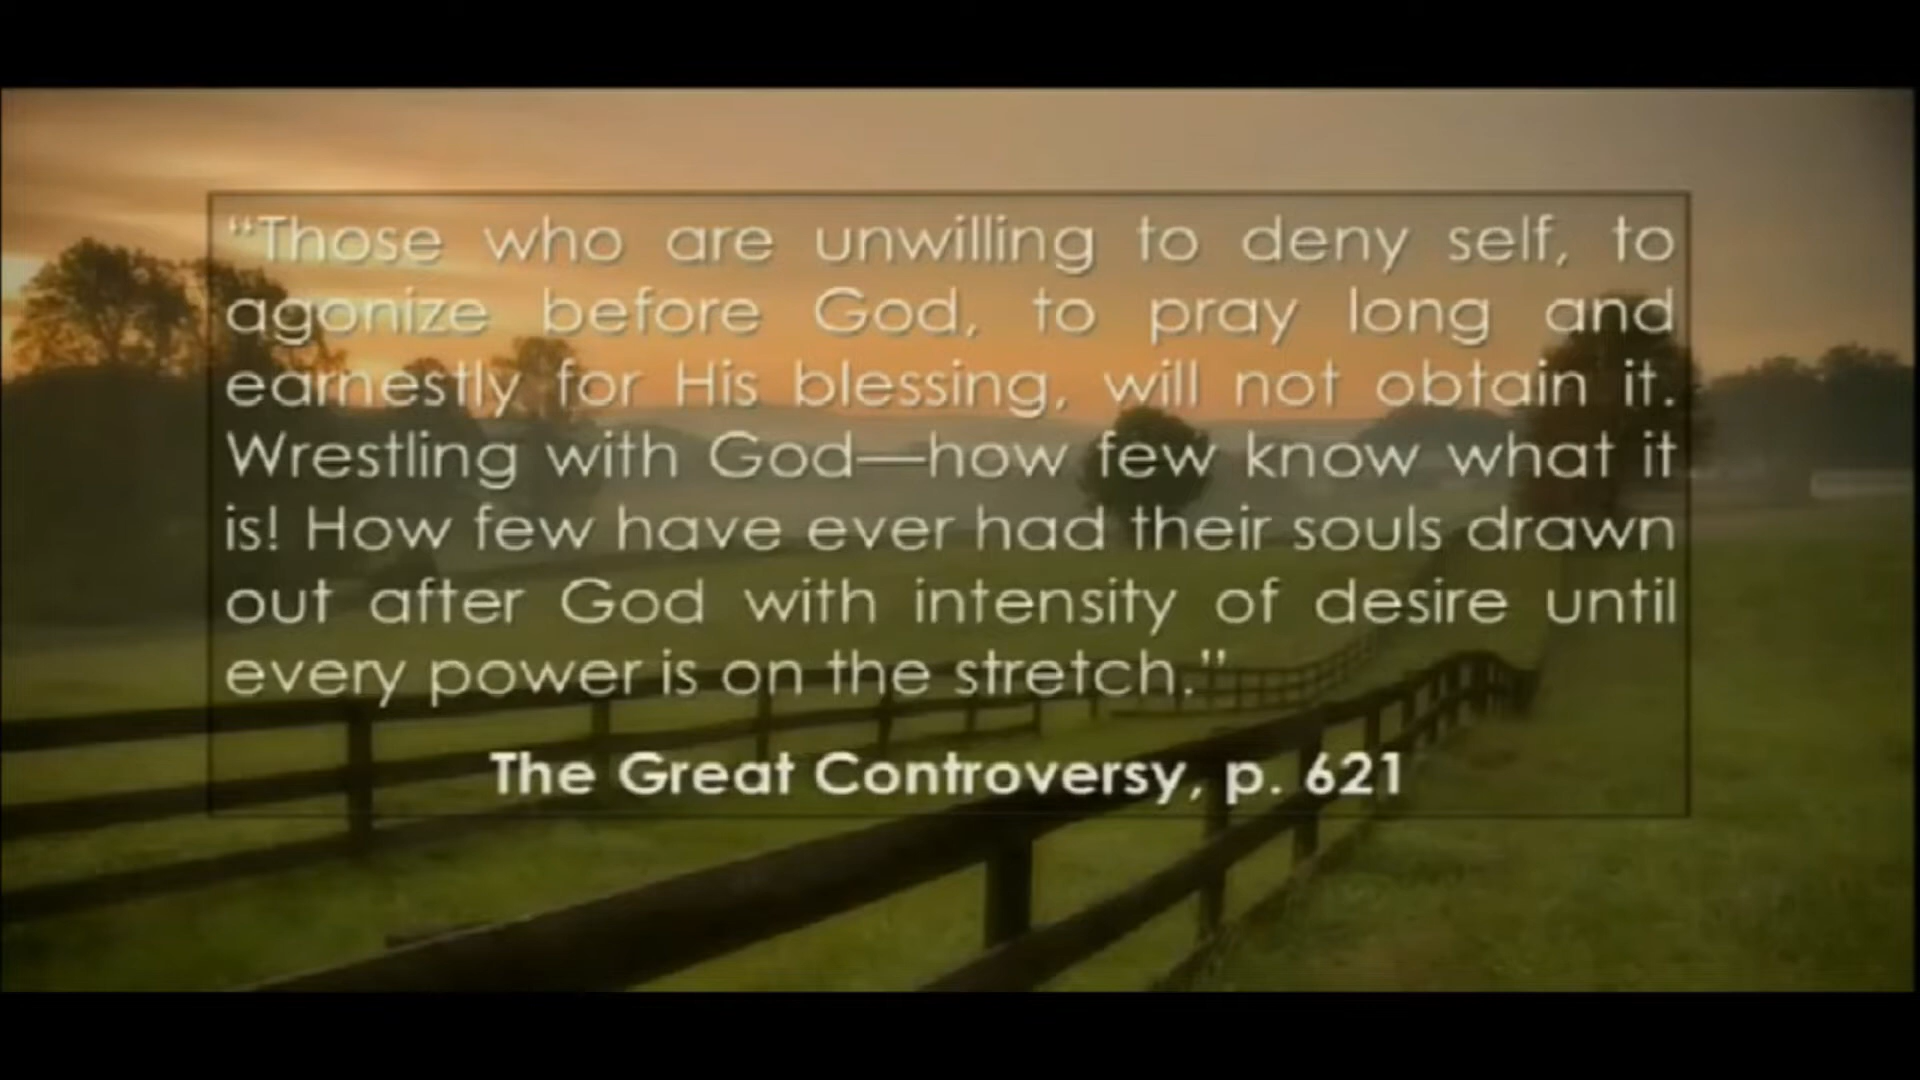 “Those who are unwilling to deny self, to
agonize before God, to pray long and
earnestly for His blessing, will not obtain it.
Wrestling with God—how few know what it
is! How few have ever had their souls drawn
out after God with intensity of desire until
every power is on the stretch.”
The Great Controversy, p. 621